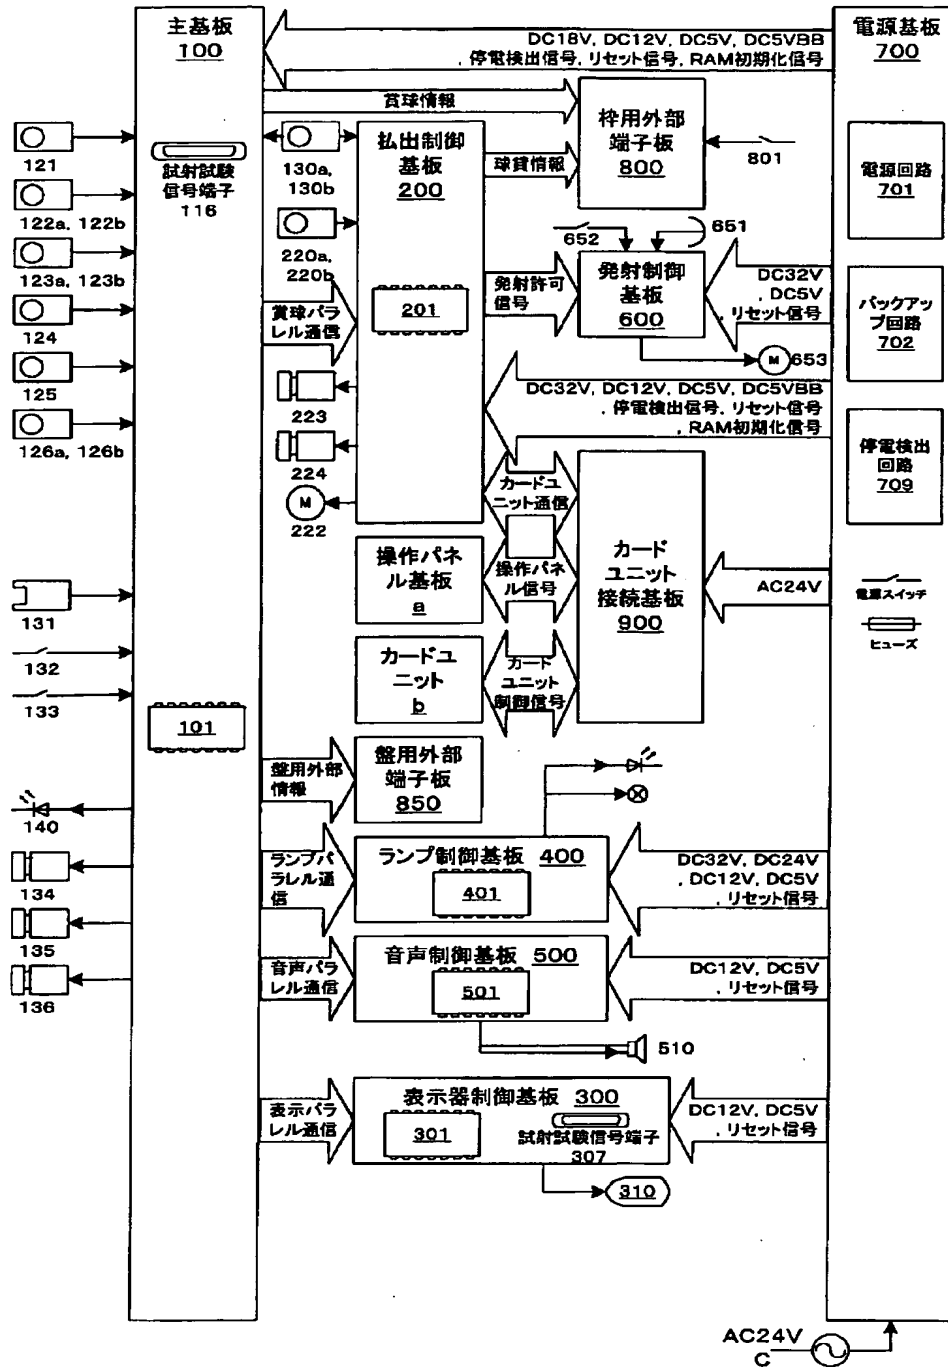 主基板
100
試射試験
信号端子
116
121
122a, 122b
123a, 123b
124
125
126a, 126b
131
132
133
101
140
134
135
136
DC18V, DC12V, DC5V, DC5VBB
, 停電検出信号, リセット信号, RAM初期化信号
賞球情報
130a,
130b
220a,
220b
払出制御
基板
200
201
賞球パラ
レル通信
223
224
M
222
球貸情報
枠用外部
端子板
800
801
652
651
発射許可
信号
発射制御
基板
600
M
653
DC32V
, DC5V
, リセット信号
DC32V, DC12V, DC5V, DC5VBB
, 停電検出信号, リセット信号
, RAM初期化信号
カードユ
ニット通信
操作パネ
ル基板
a
操作パネ
ル信号
カード
ユニット
接続基板
900
AC24V
カードユ
ニット
b
カード
ユニット
制御信号
盤用外部
情報
盤用外部
端子板
850
ランプパ
ラレル通
信
ランプ制御基板 400
401
DC32V, DC24V
, DC12V, DC5V
, リセット信号
音声パラ
レル通信
音声制御基板 500
501
DC12V, DC5V
, リセット信号
510
表示パラ
レル通信
表示器制御基板 300
301
試射試験信号端子
307
DC12V, DC5V
, リセット信号
310
電源基板
700
電源回路
701
バックアッ
プ回路
702
停電検出
回路
709
電源スイッチ
ヒューズ
AC24V
C